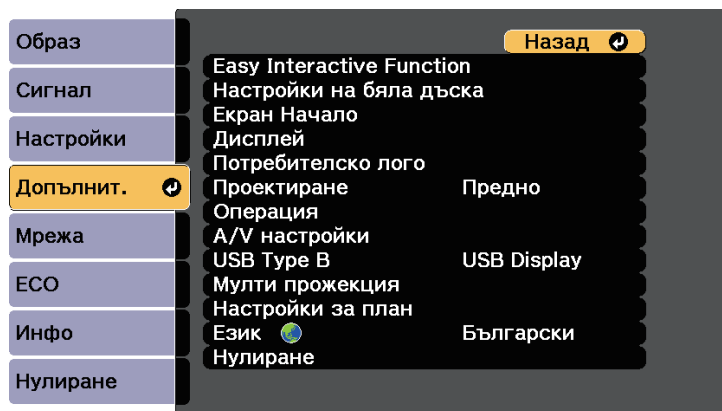 Образ
Сигнал
Настройки
Допълнит.
Мрежа
ECO
Инфо
Нулиране
Назад
Easy Interactive Function
Настройки на бяла дъска
Екран Начало
Дисплей
Потребителско лого
Проектиране Предно
Операция
A/V настройки
USB Type B USB Display
Мулти прожекция
Настройки за план
Език Български
Нулиране